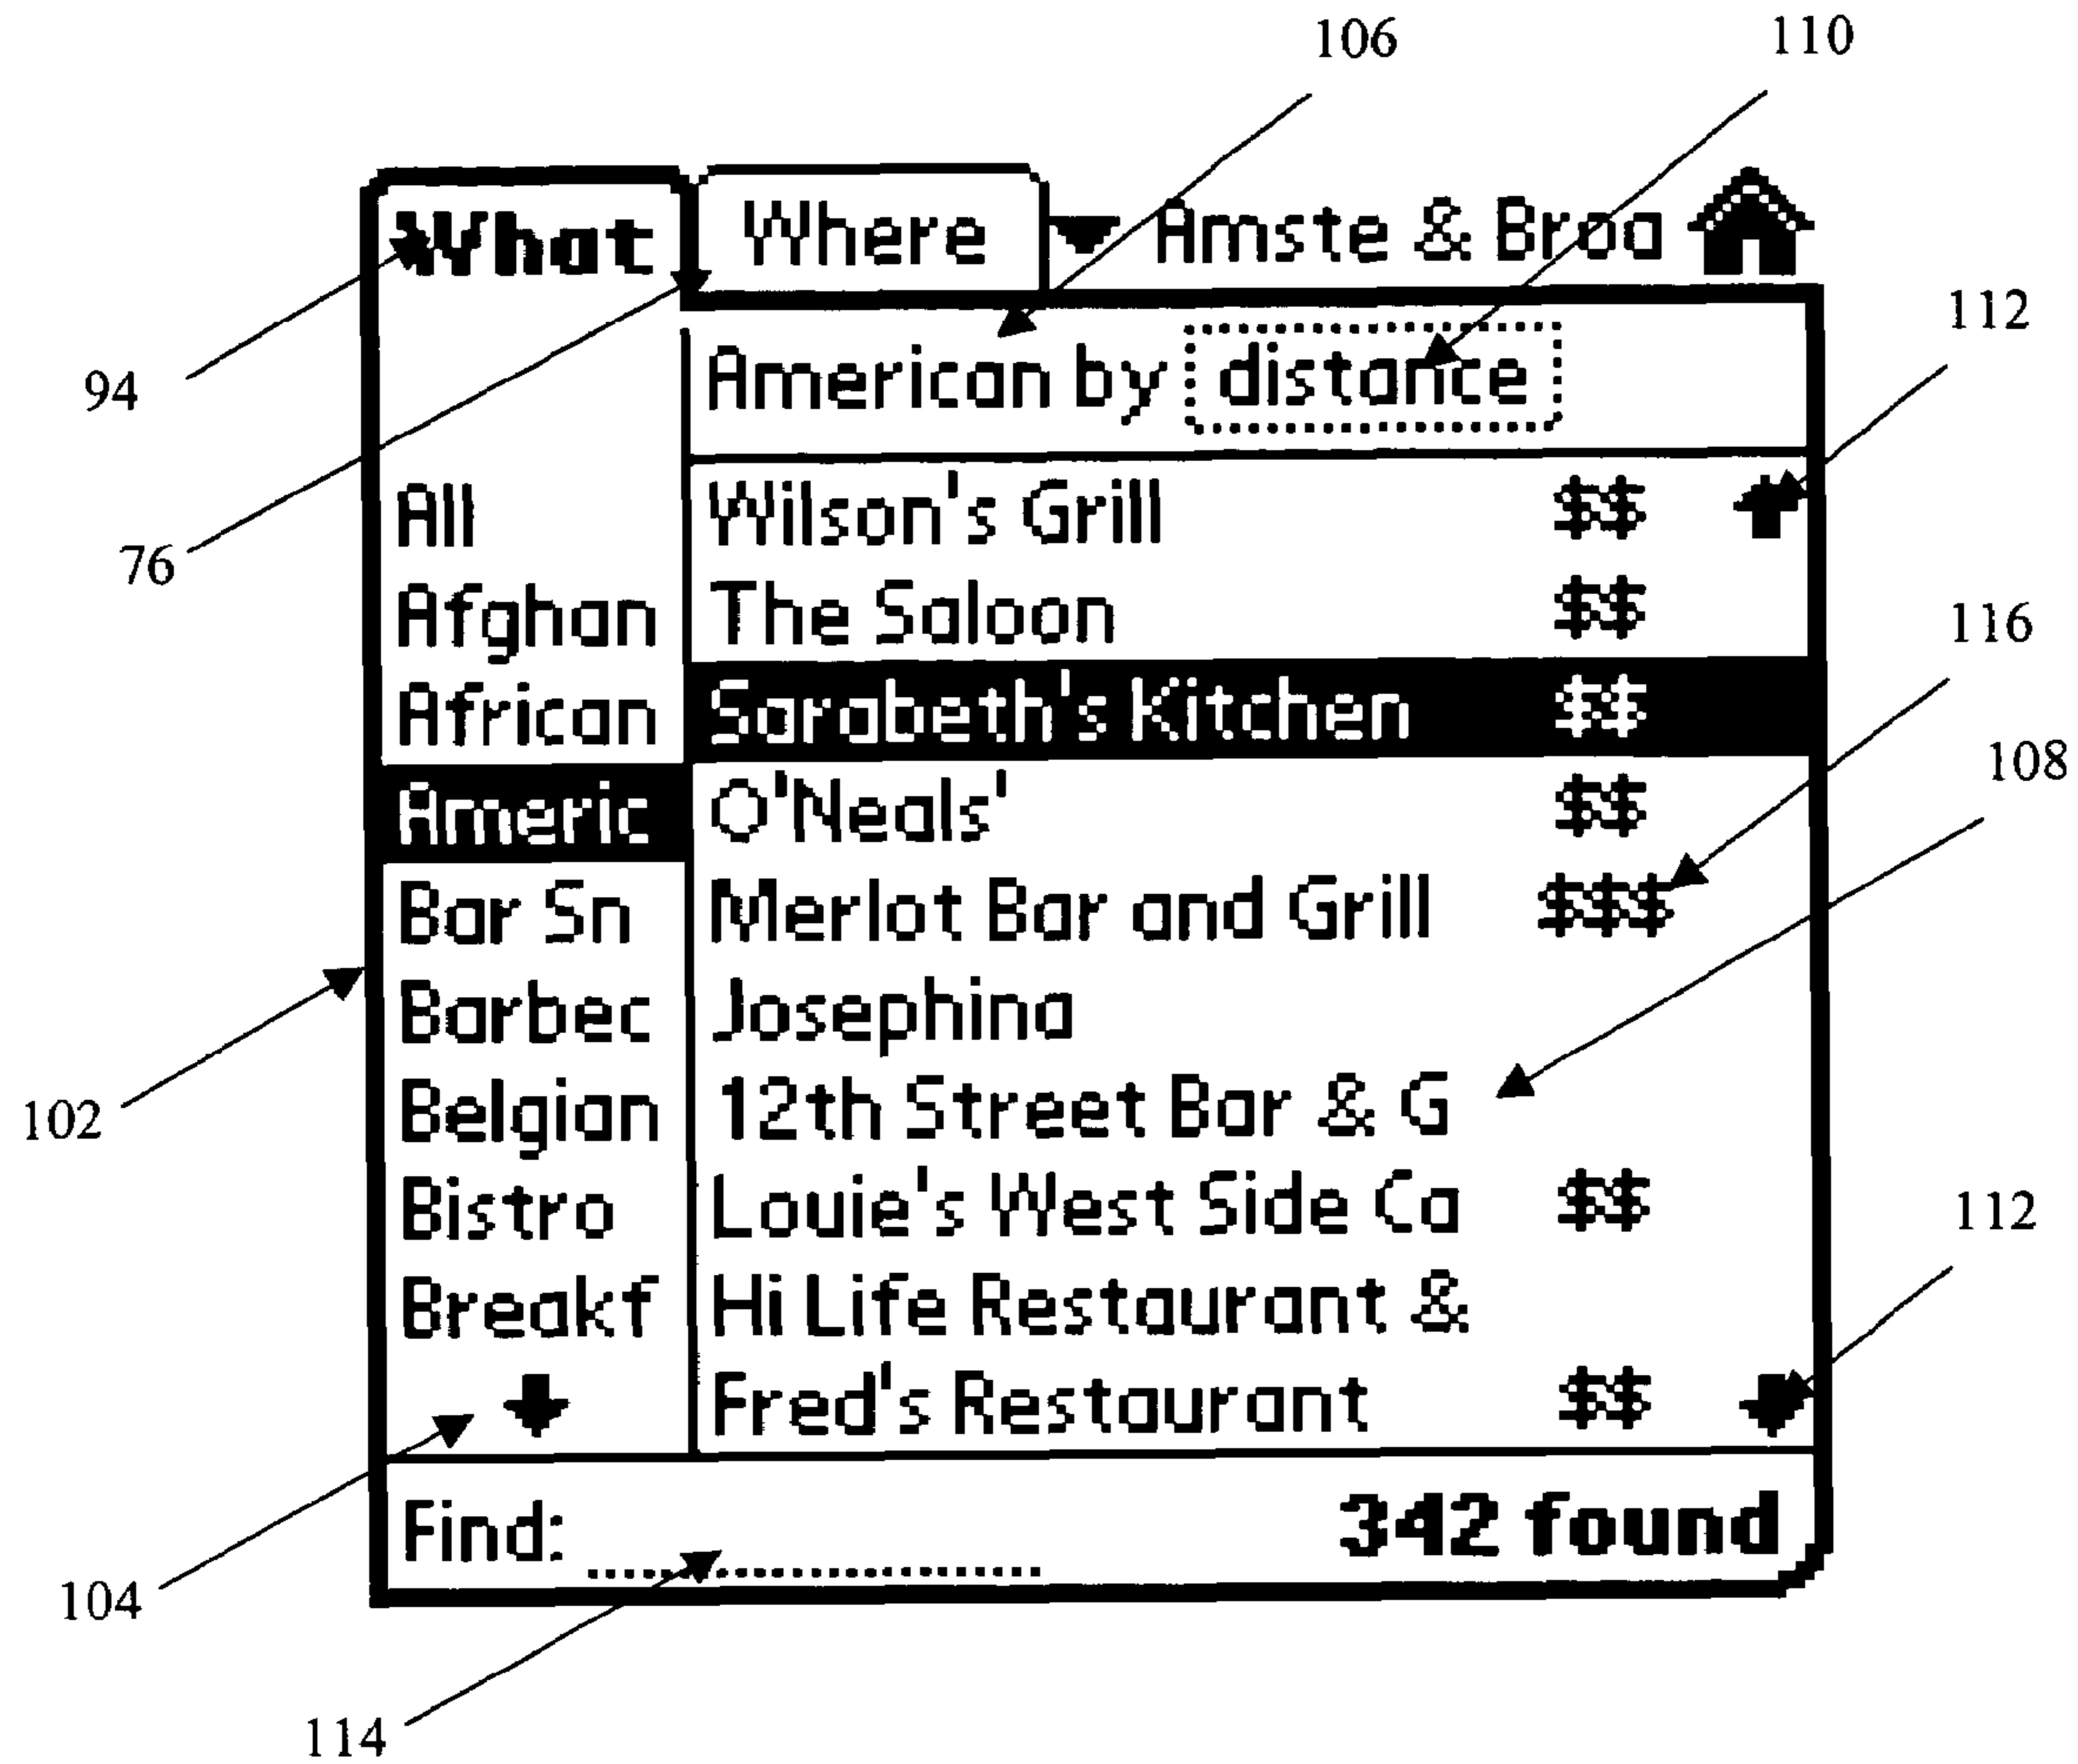 106
110
What Where Amste & Broa
112
94
American by distance
76
All
Afghan
African
Americ
Bar Sn
Barbec
Belgian
Bistro
Breakf
Wilson's Grill $$
The Saloon $$
Sarabeth's Kitchen $$
O'Neals' $$
Merlot Bar and Grill $$$
Josephina
12th Street Bar & G
Louie's West Side Ca $$
Hi Life Restaurant &
Fred's Restaurant $$
116
108
102
112
Find: 342 found
104
114